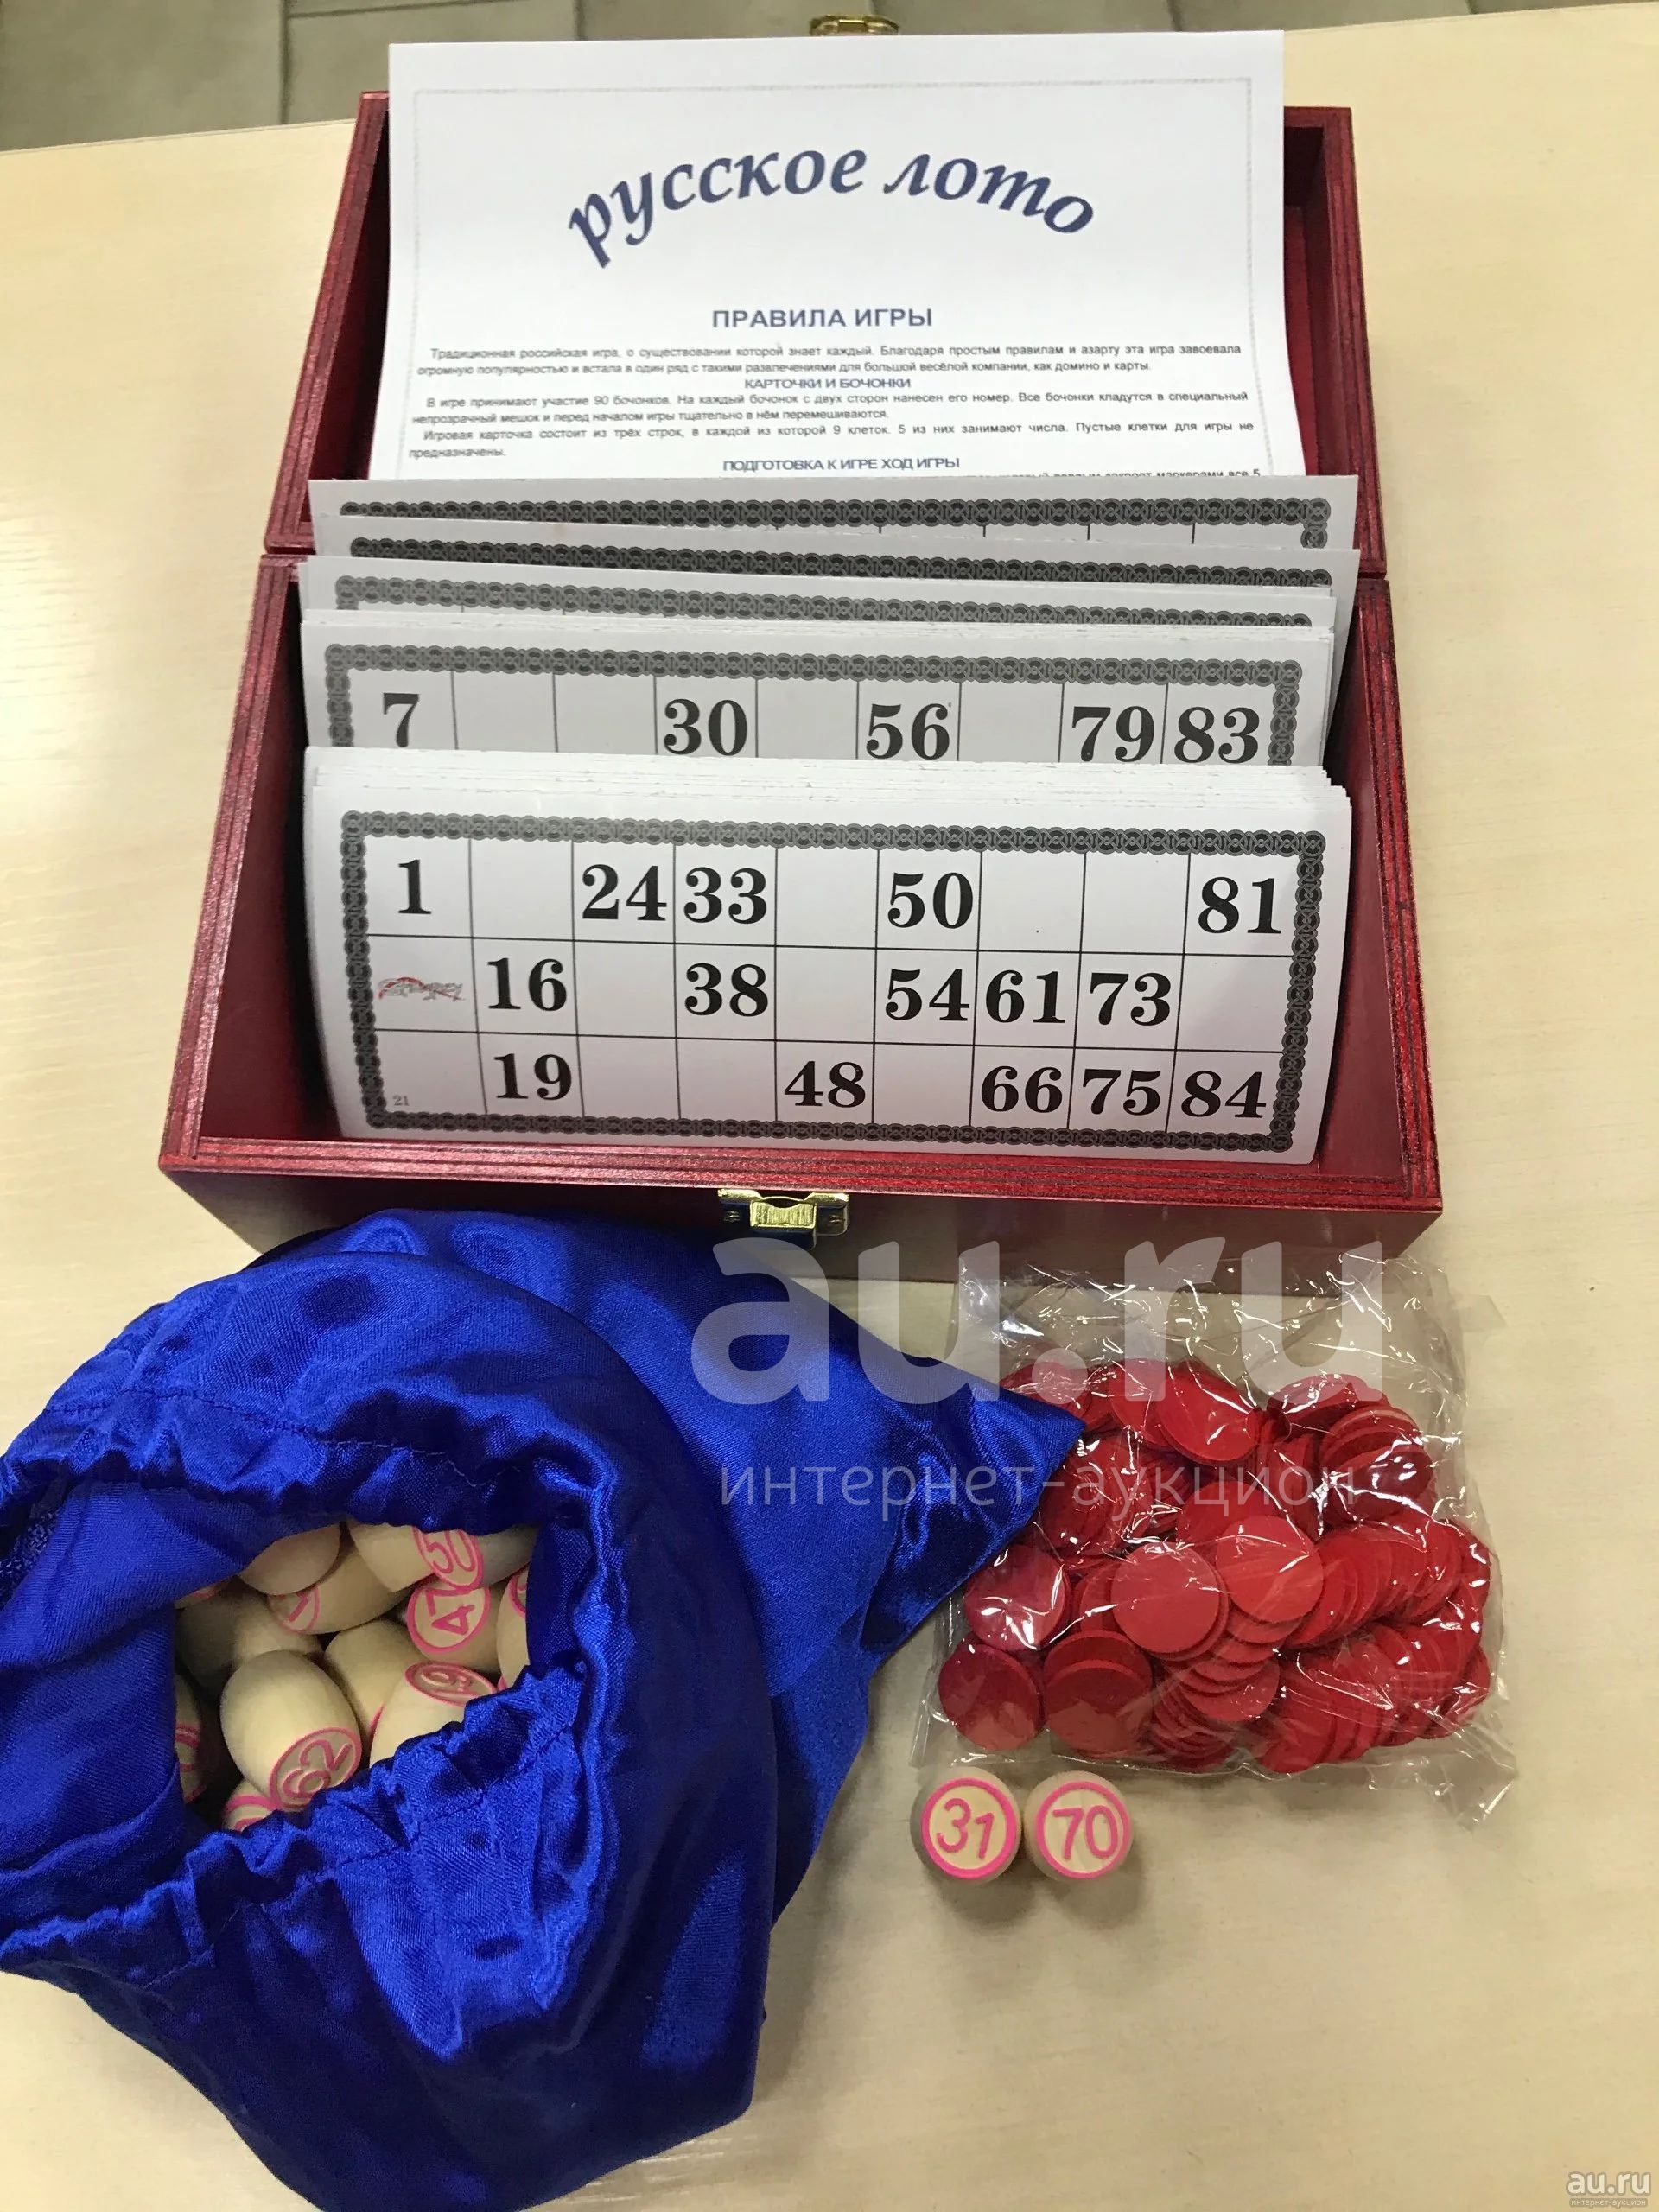 русское лото
ПРАВИЛА ИГРЫ
Традиционная российская игра, о существовании которой знает каждый. Благодаря простым правилам и азарту эта игра завоевала
огромную популярностью и встала в один ряд с такими развлечениями для большой весёлой компании, как домино и карты.
КАРТОЧКИ И БОЧОНКИ
В игре принимают участие 90 бочонков. На каждый бочонок с двух сторон нанесен его номер. Все бочонки кладутся в специальный
непрозрачный мешок и перед началом игры тщательно в нём перемешиваются.
Игровая карточка состоит из трёх строк, в каждой из которой 9 клеток. 5 из них занимают числа. Пустые клетки для игры не
предназначены.
ПОДГОТОВКА К ИГРЕ ХОД ИГРЫ
7 30 56 79 83
1 24 33 50 81
16 38 54 61 73
19 48 66 75 84
21
au.ru
интернет-аукцион
47
62
31 70
au.ru
интернет-аукцион